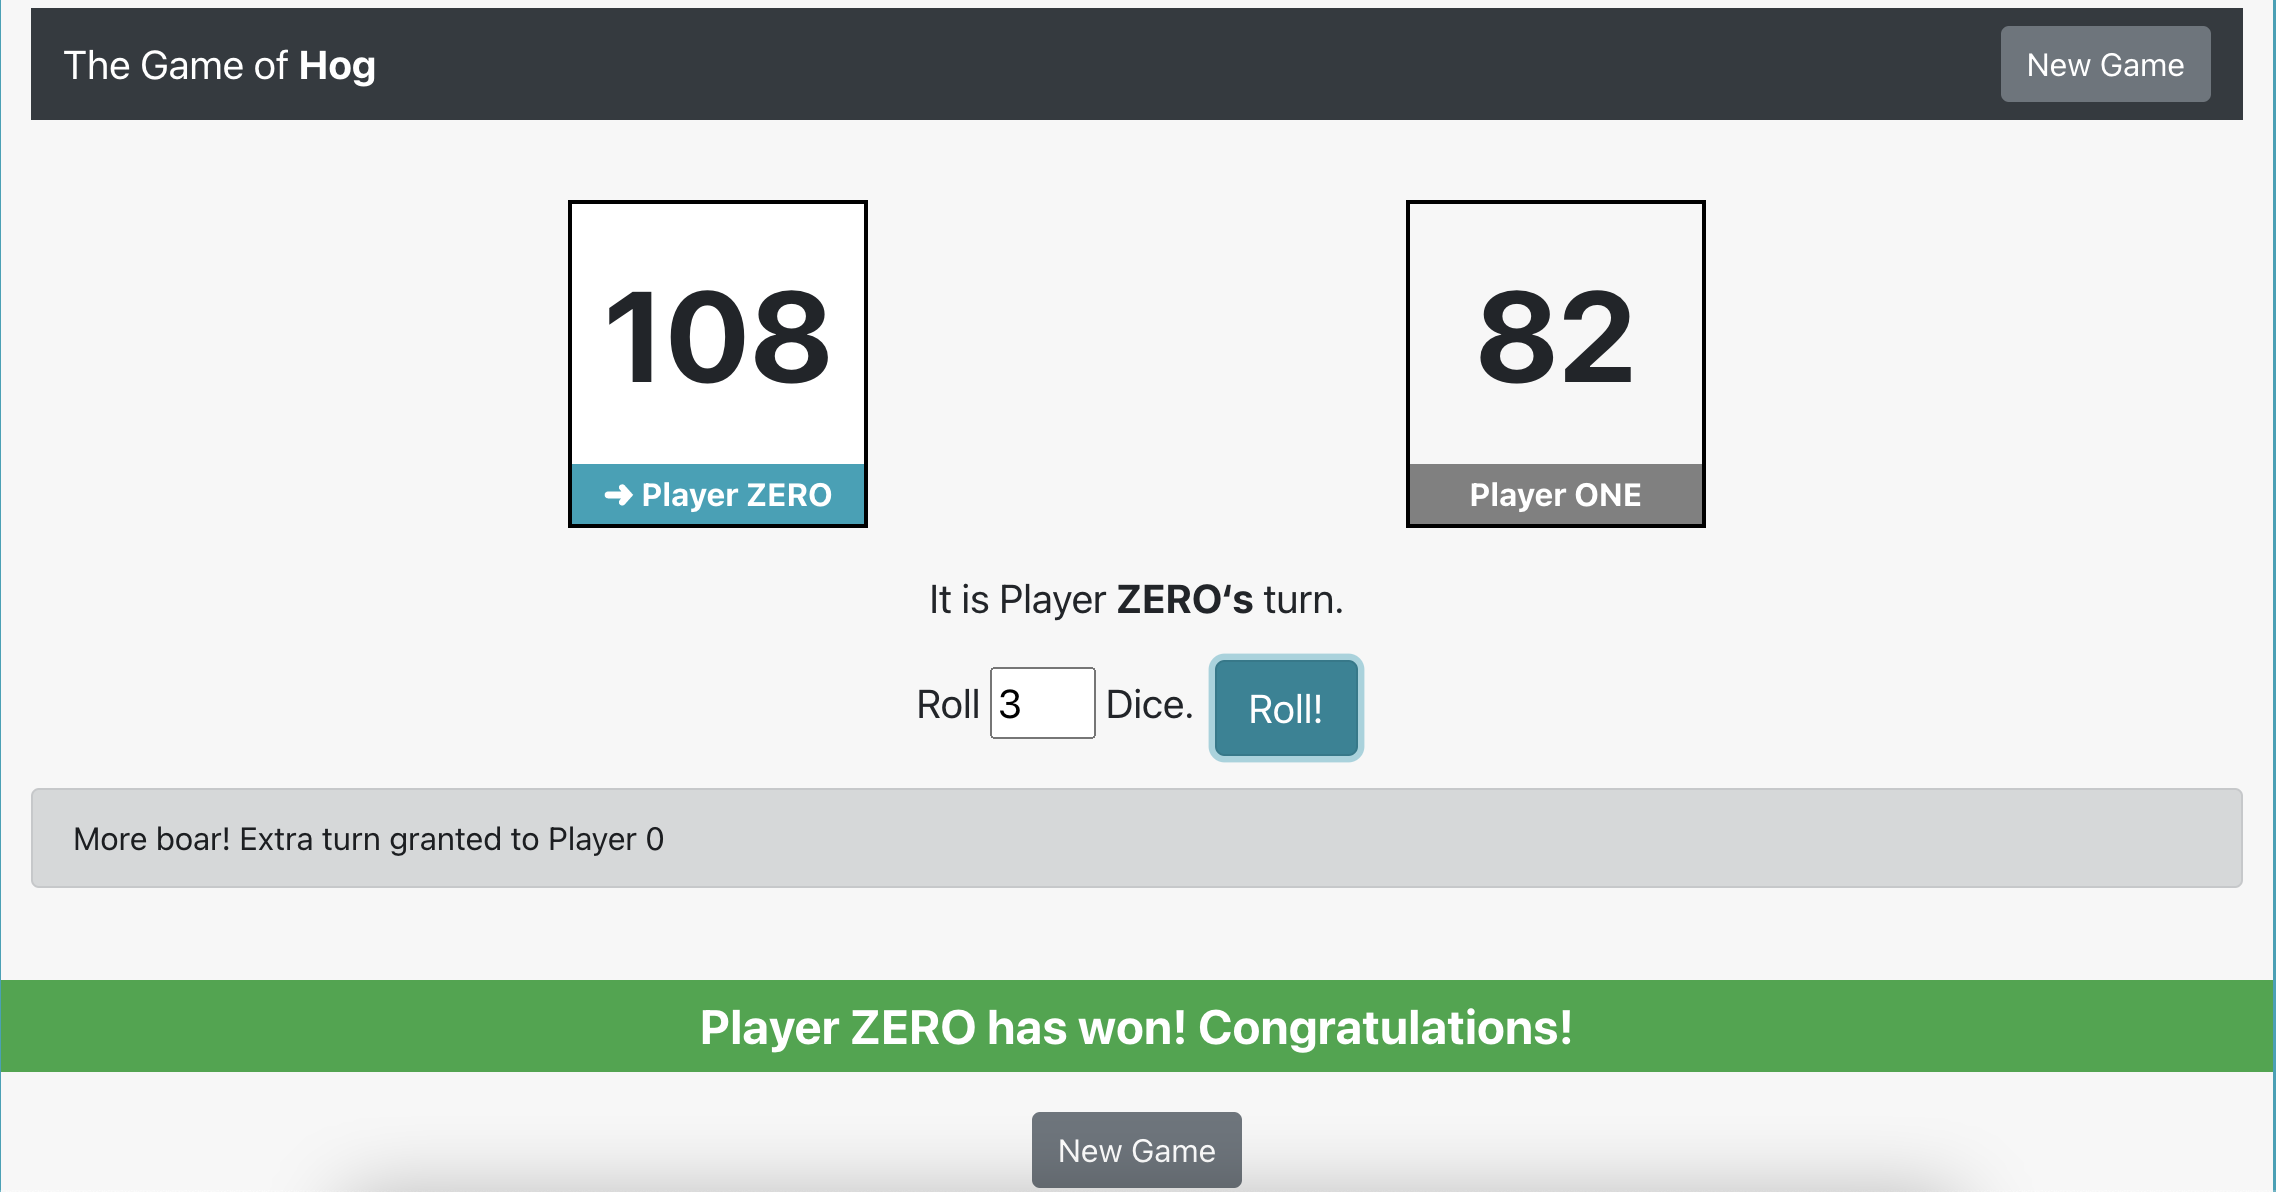 The Game of Hog
New Game
108
82
➜ Player ZERO
Player ONE
It is Player ZERO‘s turn.
Roll 3 Dice. Roll!
More boar! Extra turn granted to Player 0
Player ZERO has won! Congratulations!
New Game